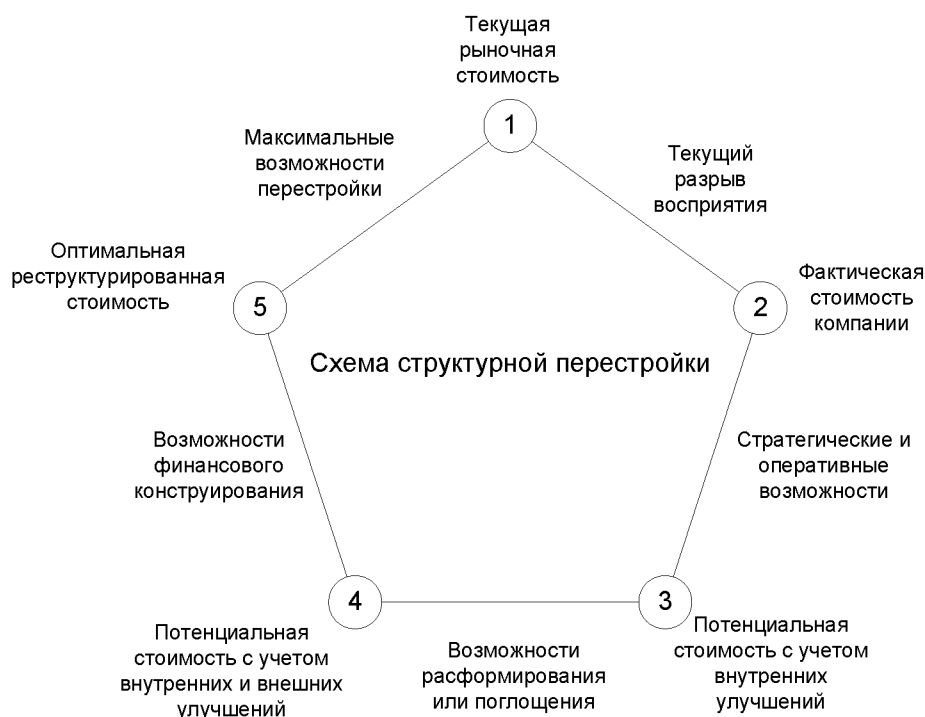 Текущая
рыночная
стоимость
1
Максимальные
возможности
перестройки
Текущий
разрыв
восприятия
Оптимальная
реструктурированная
стоимость
5
2
Фактическая
стоимость
компании
Схема структурной перестройки
Возможности
финансового
конструирования
Стратегические и
оперативные
возможности
4
3
Потенциальная
стоимость с учетом
внутренних и внешних
улучшений
Возможности
расформирования
или поглощения
Потенциальная
стоимость с учетом
внутренних
улучшений